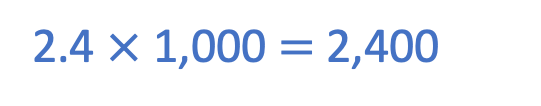 2.4 × 1,000 = 2,400